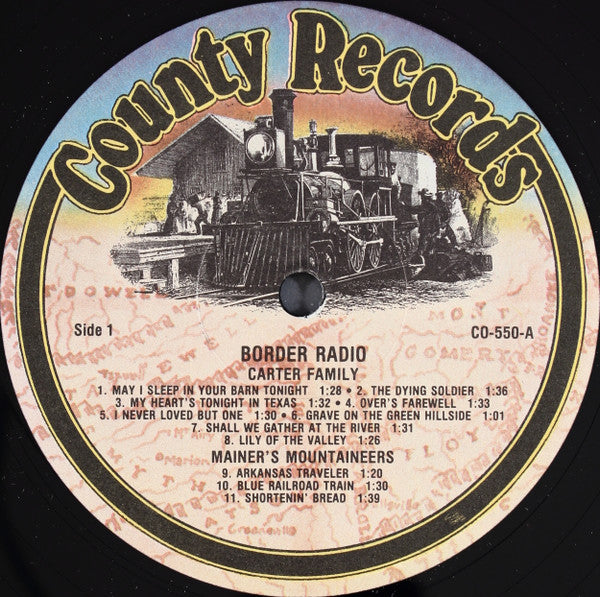 County Records
Side 1
CO-550-A
BORDER RADIO
CARTER FAMILY
1. MAY I SLEEP IN YOUR BARN TONIGHT 1:28 • 2. THE DYING SOLDIER 1:36
3. MY HEART'S TONIGHT IN TEXAS 1:32 • 4. OVER'S FAREWELL 1:33
5. I NEVER LOVED BUT ONE 1:30 • 6. GRAVE ON THE GREEN HILLSIDE 1:01
7. SHALL WE GATHER AT THE RIVER 1:31
8. LILY OF THE VALLEY 1:26
MAINER'S MOUNTAINEERS
9. ARKANSAS TRAVELER 1:20
10. BLUE RAILROAD TRAIN 1:30
11. SHORTENIN' BREAD 1:39